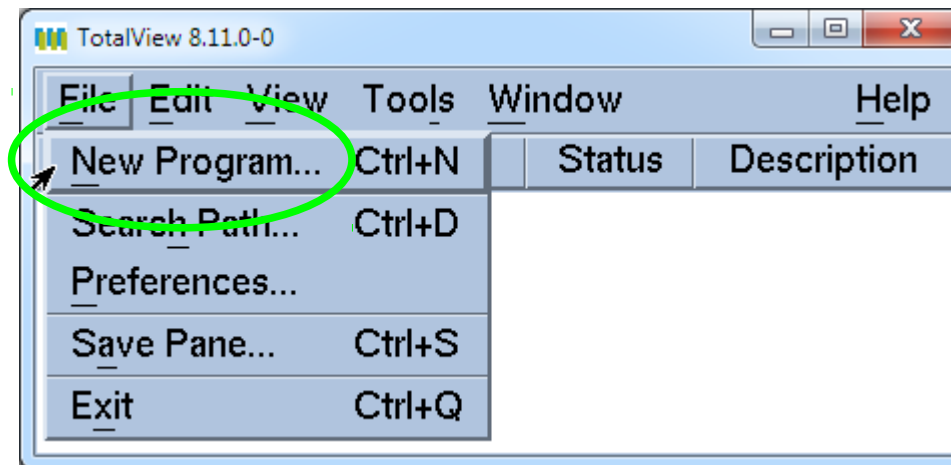 TotalView 8.11.0-0
File Edit View Tools Window Help
New Program... Ctrl+N Status Description
Search Path... Ctrl+D
Preferences...
Save Pane... Ctrl+S
Exit Ctrl+Q